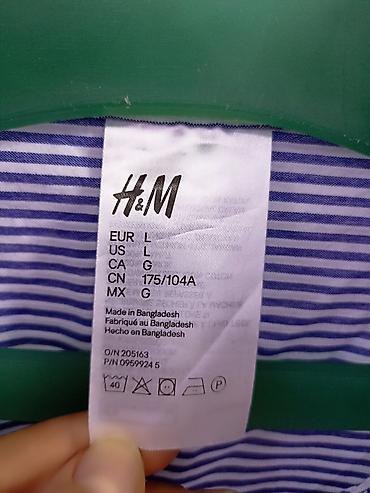 H&M
EUR L
US L
CA G
CN 175/104A
MX G
Made in Bangladesh
Fabriqué au Bangladesh
Hecho en Bangladesh
O/N 205163
P/N 0959924 5
40 P